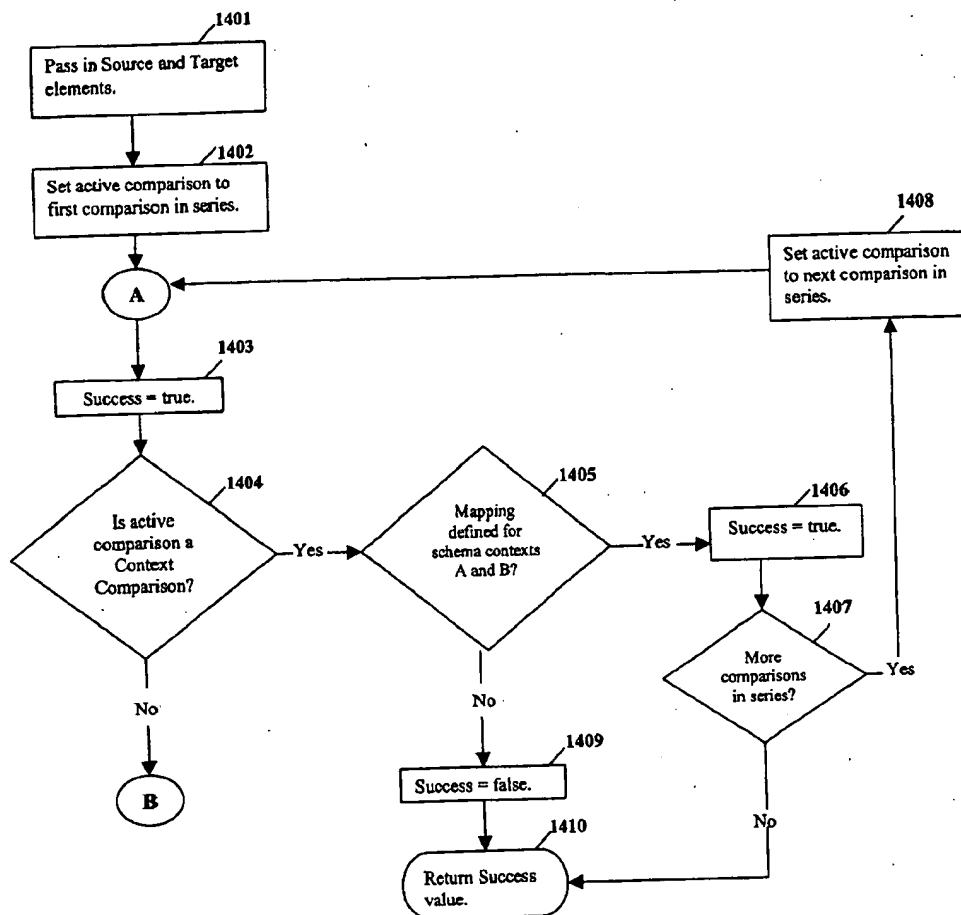 1401
Pass in Source and Target
elements.
1402
Set active comparison to
first comparison in series.
1408
Set active comparison
to next comparison in
series.
A
1403
Success = true.
1404
Is active
comparison a
Context
Comparison?
Yes
1405
Mapping
defined for
schema contexts
A and B?
Yes
1406
Success = true.
1407
More
comparisons
in series?
Yes
No
B
No
1409
Success = false.
No
1410
Return Success
value.